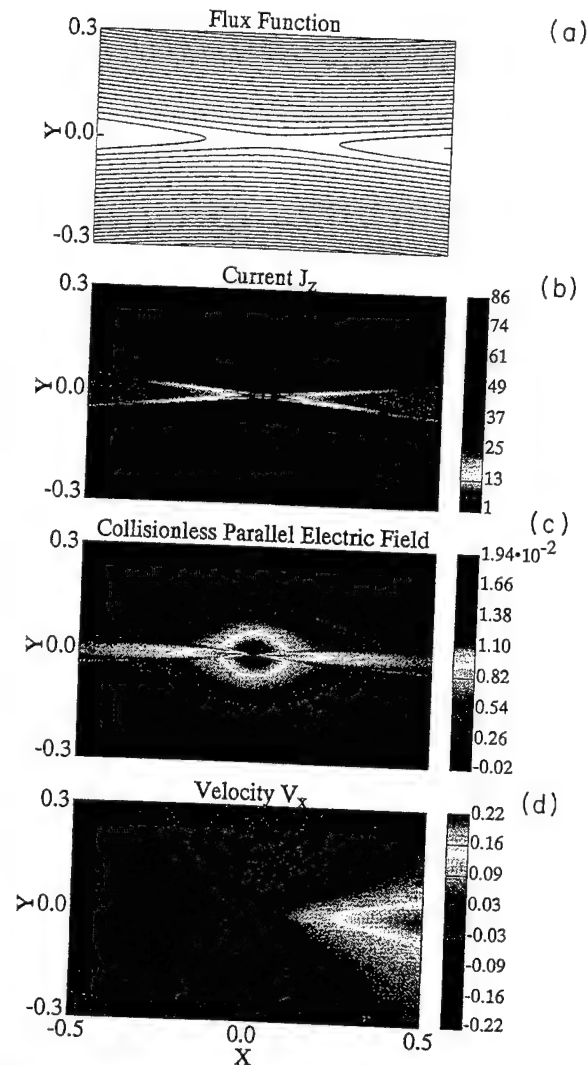 Flux Function
(a)
0.3
Y 0.0
-0.3
Current J_z
(b)
0.3
Y 0.0
-0.3
86
74
61
49
37
25
13
1
Collisionless Parallel Electric Field
(c)
0.3
Y 0.0
-0.3
1.94•10^-2
1.66
1.38
1.10
0.82
0.54
0.26
-0.02
Velocity V_x
(d)
0.3
Y 0.0
-0.3
0.22
0.16
0.09
0.03
-0.03
-0.09
-0.16
-0.22
-0.5 0.0 0.5
X